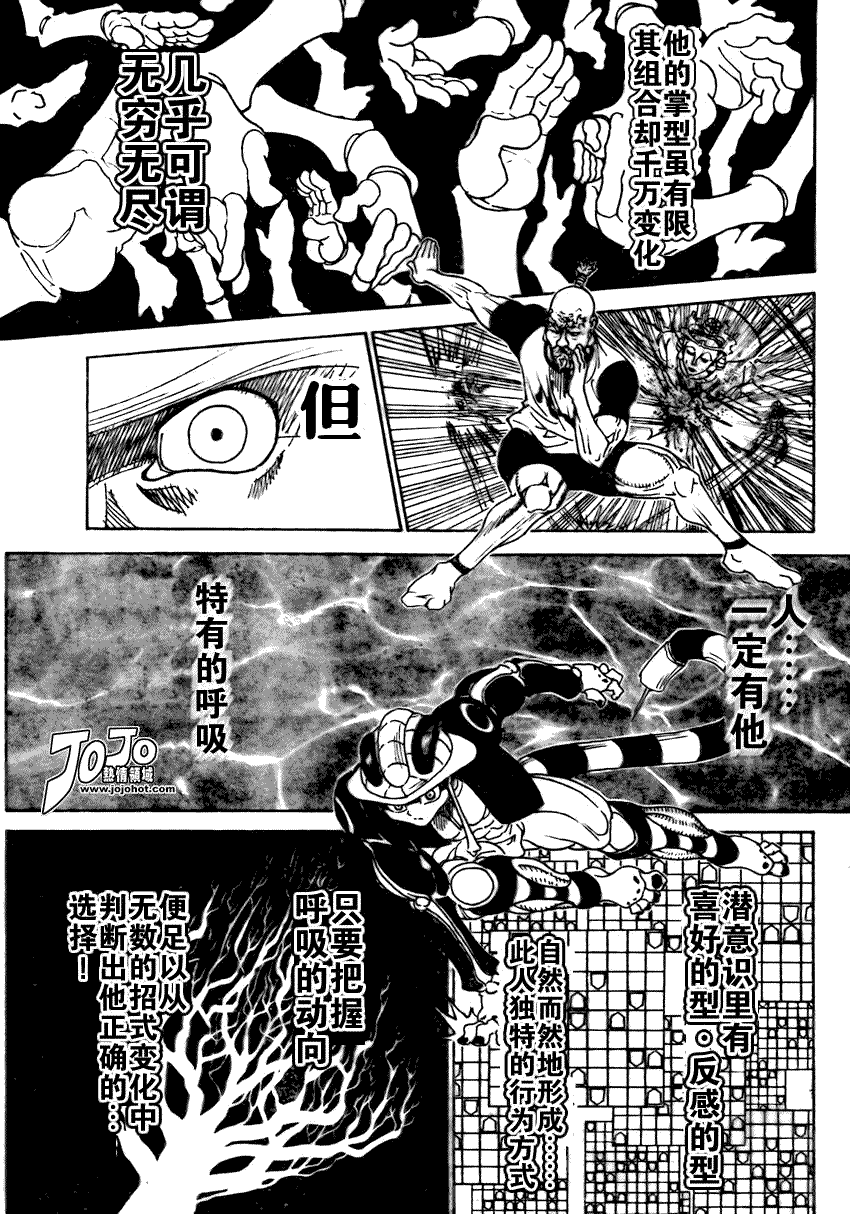 他的掌型虽有限
其组合却千万变化
几乎可谓
无穷无尽
但
人……
一定有他
特有的呼吸
JOJO
熱情領域
www.jojohot.com
潜意识里有
喜好的型⊙反感的型
自然而然地形成……
此人独特的行为方式
只要把握
呼吸的动向
便足以从
无数的招式变化中
判断出他正确的…
选择！